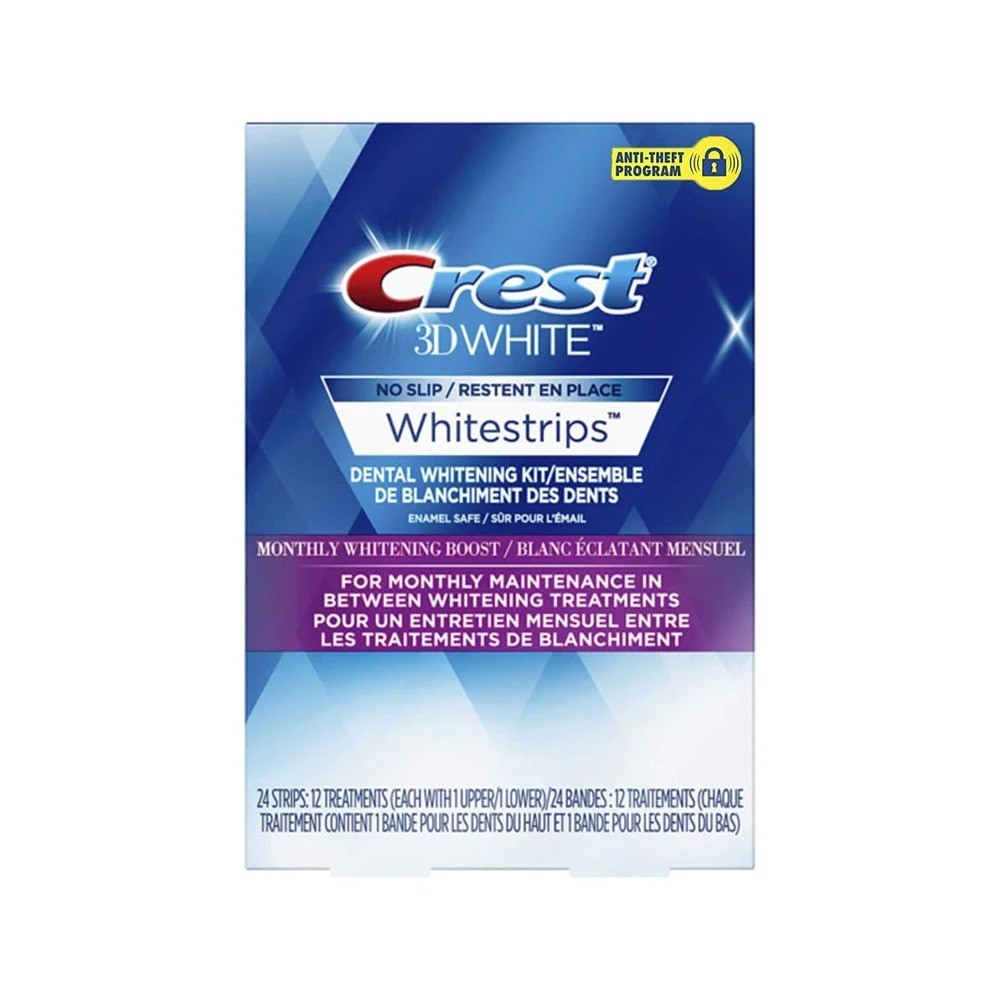 ANTI-THEFT
PROGRAM
Crest®
3D WHITE™
NO SLIP / RESTENT EN PLACE
Whitestrips™
DENTAL WHITENING KIT/ENSEMBLE
DE BLANCHIMENT DES DENTS
ENAMEL SAFE / SÛR POUR L'ÉMAIL
MONTHLY WHITENING BOOST / BLANC ÉCLATANT MENSUEL
FOR MONTHLY MAINTENANCE IN
BETWEEN WHITENING TREATMENTS
POUR UN ENTRETIEN MENSUEL ENTRE
LES TRAITEMENTS DE BLANCHIMENT
24 STRIPS: 12 TREATMENTS (EACH WITH 1 UPPER/1 LOWER)/24 BANDES : 12 TRAITEMENTS (CHAQUE
TRAITEMENT CONTIENT 1 BANDE POUR LES DENTS DU HAUT ET 1 BANDE POUR LES DENTS DU BAS)